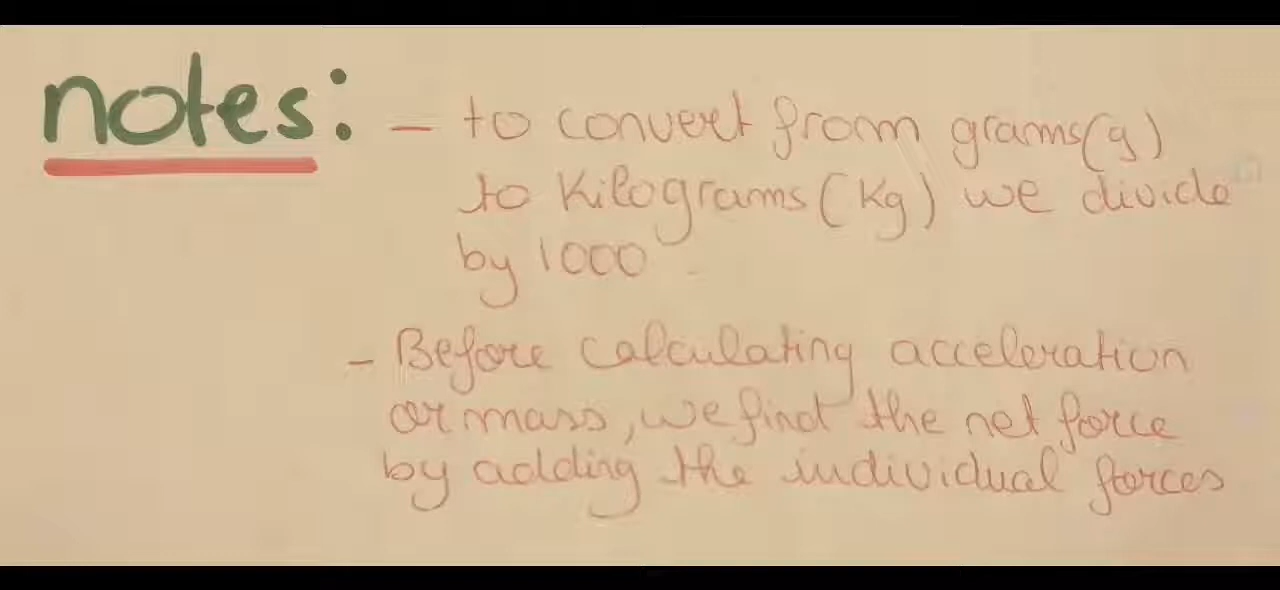 notes: - to convert from grams(g)
to Kilograms(Kg) we divide
by 1000
- Before calculating acceleration
or mass, we find the net force
by adding the individual forces